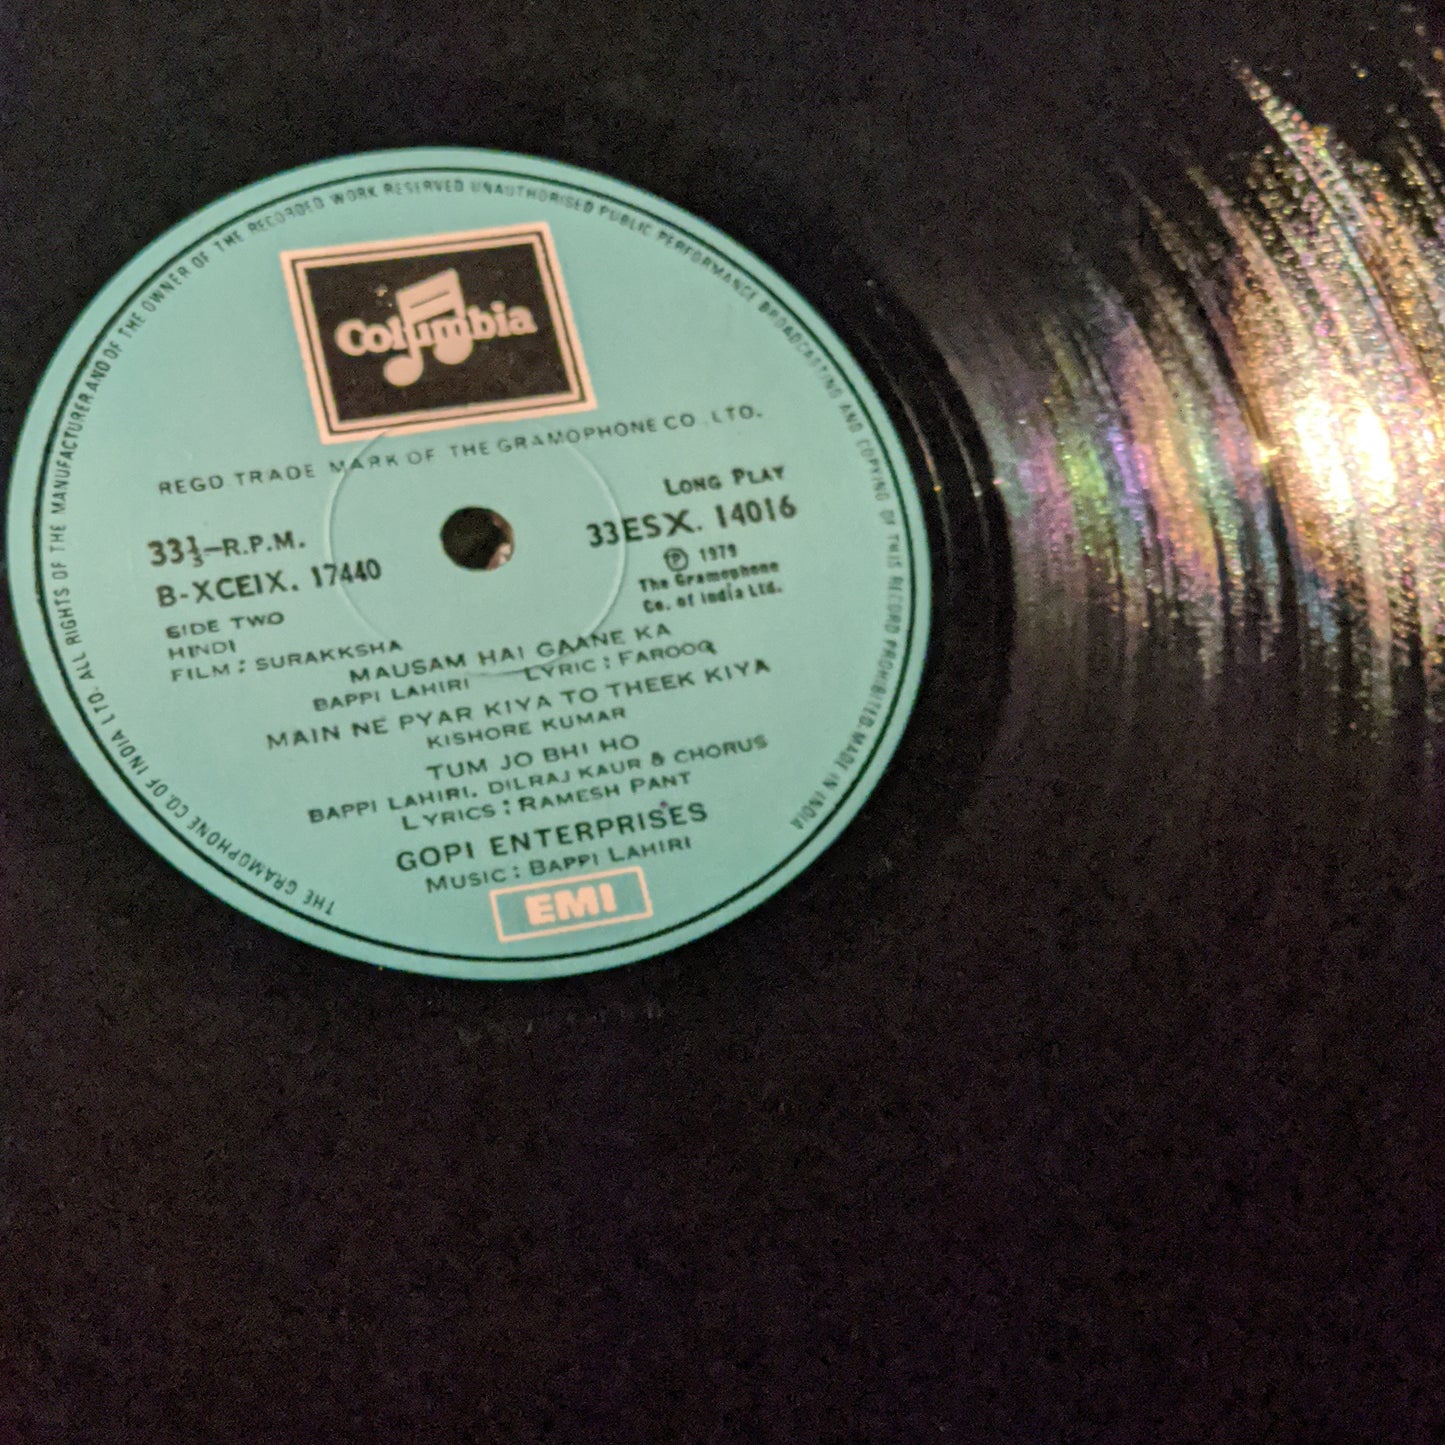 THE GRAMOPHONE CO. OF INDIA LTD. ALL RIGHTS OF THE MANUFACTURER AND OF THE OWNER OF THE RECORDED WORK RESERVED UNAUTHORISED PUBLIC PERFORMANCE BROADCASTING AND COPYING OF THIS RECORD PROHIBITED. MADE IN INDIA
Columbia
REGD. TRADE MARK OF THE GRAMOPHONE CO. LTD.
LONG PLAY
33⅓—R.P.M.
33ESX. 14016
B-XCEIX. 17440
Ⓟ 1979
The Gramophone
Co. of India Ltd.
SIDE TWO
HINDI
FILM : SURAKKSHA
MAUSAM HAI GAANE KA
BAPPI LAHIRI LYRIC : FAROOQ
MAIN NE PYAR KIYA TO THEEK KIYA
KISHORE KUMAR
TUM JO BHI HO
BAPPI LAHIRI. DILRAJ KAUR & CHORUS
LYRICS : RAMESH PANT
GOPI ENTERPRISES
MUSIC : BAPPI LAHIRI
EMI